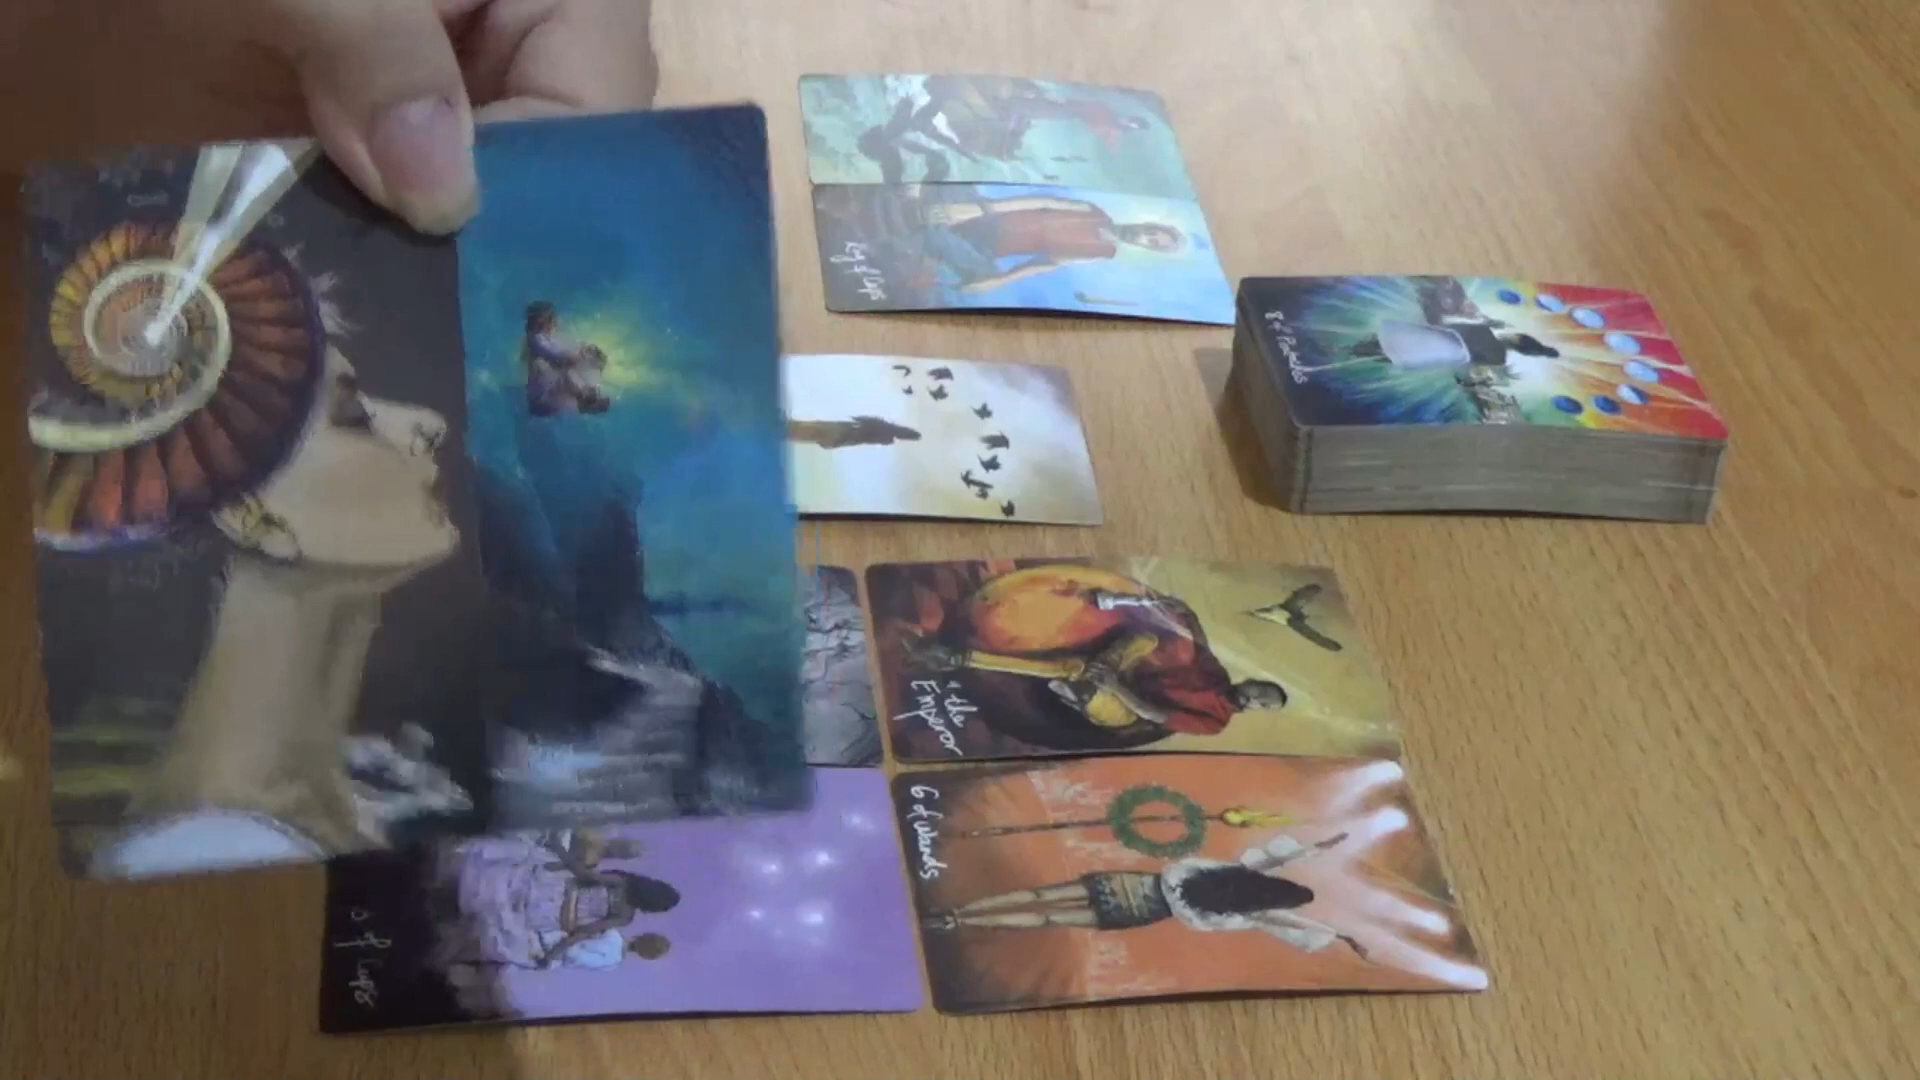 King of Cups
8 of Pentacles
4 the
Emperor
6 of wands
of Cups